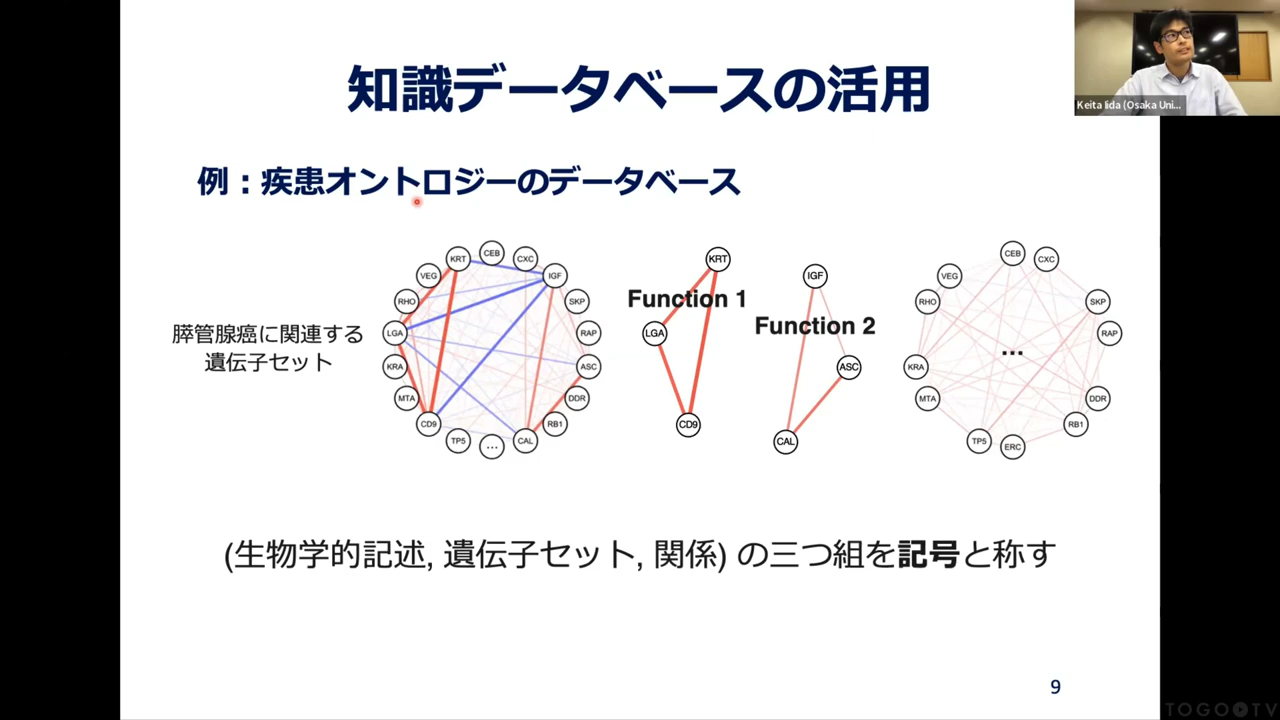 知識データベースの活用
Keita Iida (Osaka Uni...
例：疾患オントロジーのデータベース
膵管腺癌に関連する
遺伝子セット
KRT
CEB
CXC
IGF
SKP
RAP
ASC
DDR
RB1
CAL
...
TP5
CD9
MTA
KRA
LGA
RHO
VEG
KRT
Function 1
LGA
CD9
IGF
Function 2
ASC
CAL
CEB
CXC
VEG
RHO
SKP
RAP
...
KRA
MTA
DDR
RB1
TP5
ERC
(生物学的記述, 遺伝子セット, 関係) の三つ組を記号と称す
9
TOGOTV